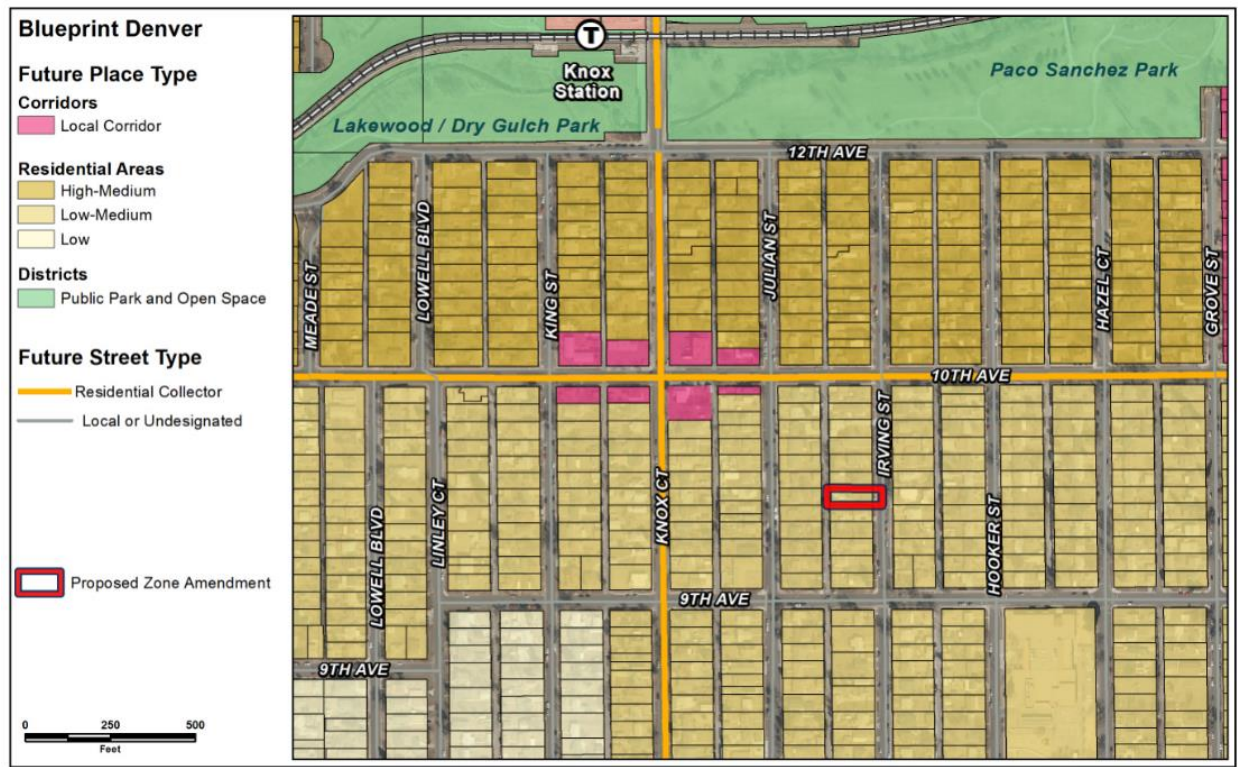 Blueprint Denver
Future Place Type
Corridors
Local Corridor
Residential Areas
High-Medium
Low-Medium
Low
Districts
Public Park and Open Space
Future Street Type
Residential Collector
Local or Undesignated
Proposed Zone Amendment
0 250 500
Feet
T
Knox
Station
Paco Sanchez Park
Lakewood / Dry Gulch Park
12TH AVE
MEADE ST
LOWELL BLVD
KING ST
JULIAN ST
HAZEL CT
GROVE ST
10TH AVE
IRVING ST
KNOX CT
LINLEY CT
LOWELL BLVD
HOOKER ST
9TH AVE
9TH AVE